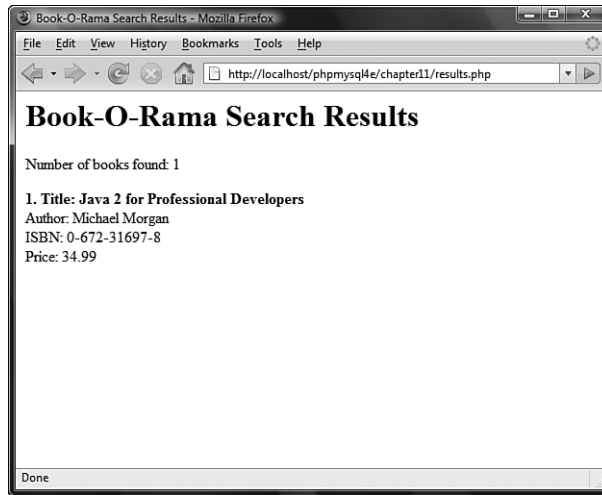 Book-O-Rama Search Results - Mozilla Firefox
File Edit View History Bookmarks Tools Help
http://localhost/phpmysql4e/chapter11/results.php
Book-O-Rama Search Results
Number of books found: 1
1. Title: Java 2 for Professional Developers
Author: Michael Morgan
ISBN: 0-672-31697-8
Price: 34.99
Done